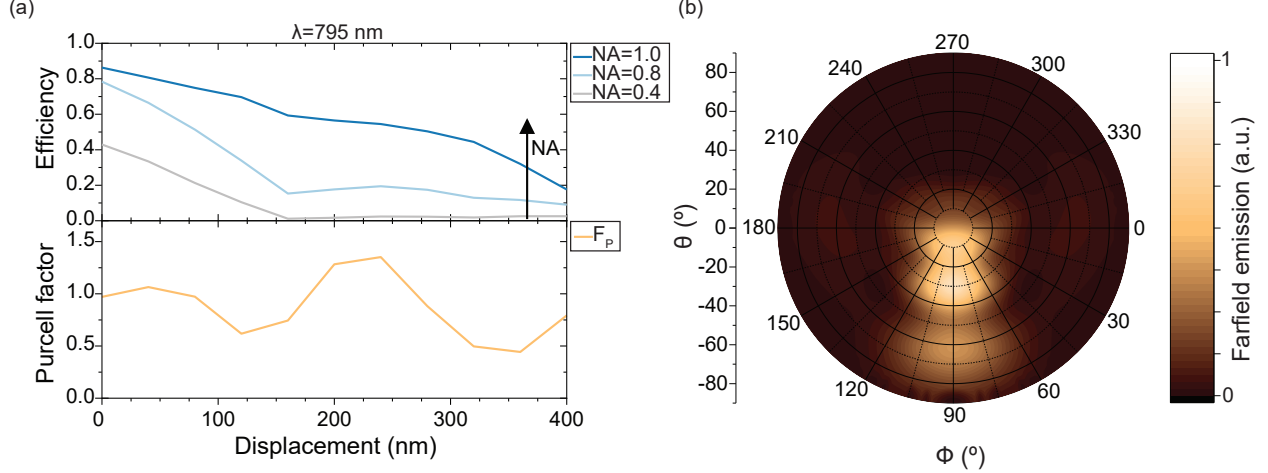 (a)
λ=795 nm
1.0
0.8
0.6
0.4
0.2
0.0
Efficiency
NA=1.0
NA=0.8
NA=0.4
NA
1.5
1.0
0.5
0.0
Purcell factor
F_P
0 100 200 300 400
Displacement (nm)
(b)
80
60
40
20
0
-20
-40
-60
-80
θ (º)
270
240 300
210 330
180 0
150 30
120 60
90
Φ (º)
1
0
Farfield emission (a.u.)